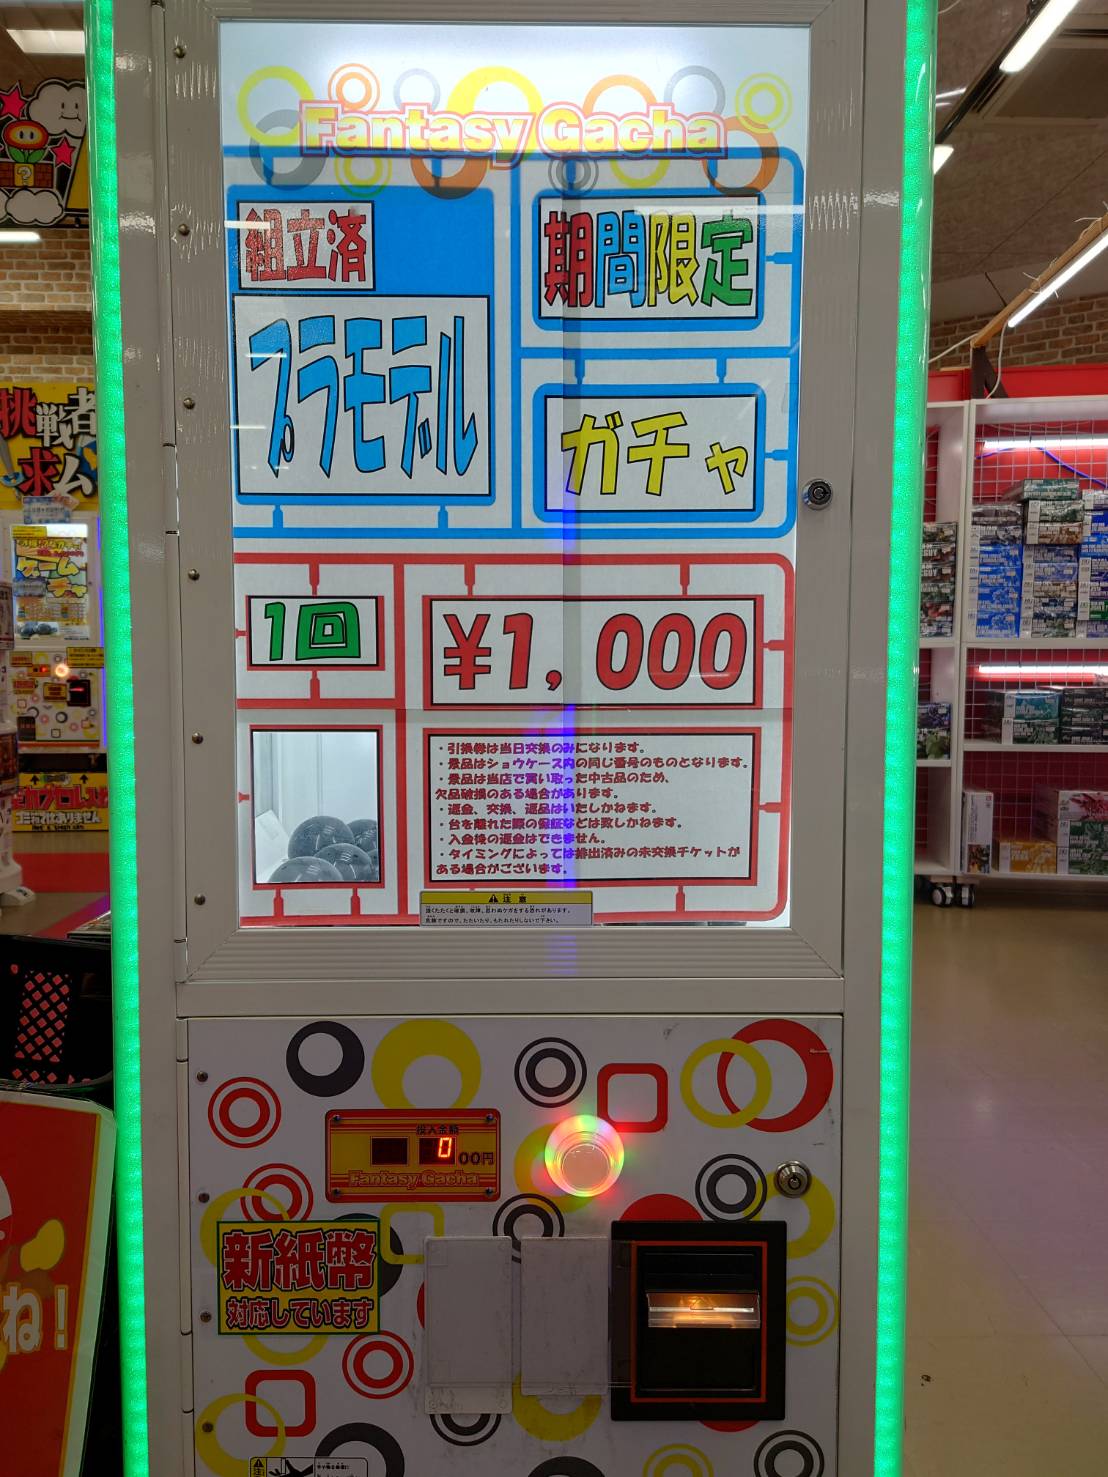 Fantasy Gacha
組立済
プラモデル
期間限定
ガチャ
1回
¥1,000
・引換券は当日交換のみになります。
・景品はショウケース内の同じ番号のものとなります。
・景品は当店で買い取った中古品のため、
欠品破損のある場合があります。
・返金、交換、返品はいたしかねます。
・台を離れた際の保証などは致しかねます。
・入金後の返金はできません。
・タイミングによっては排出済みの未交換チケットが
ある場合がございます。
注意
投入金額
0 00円
Fantasy Gacha
新紙幣
対応しています
挑戦者
求ム
ね！